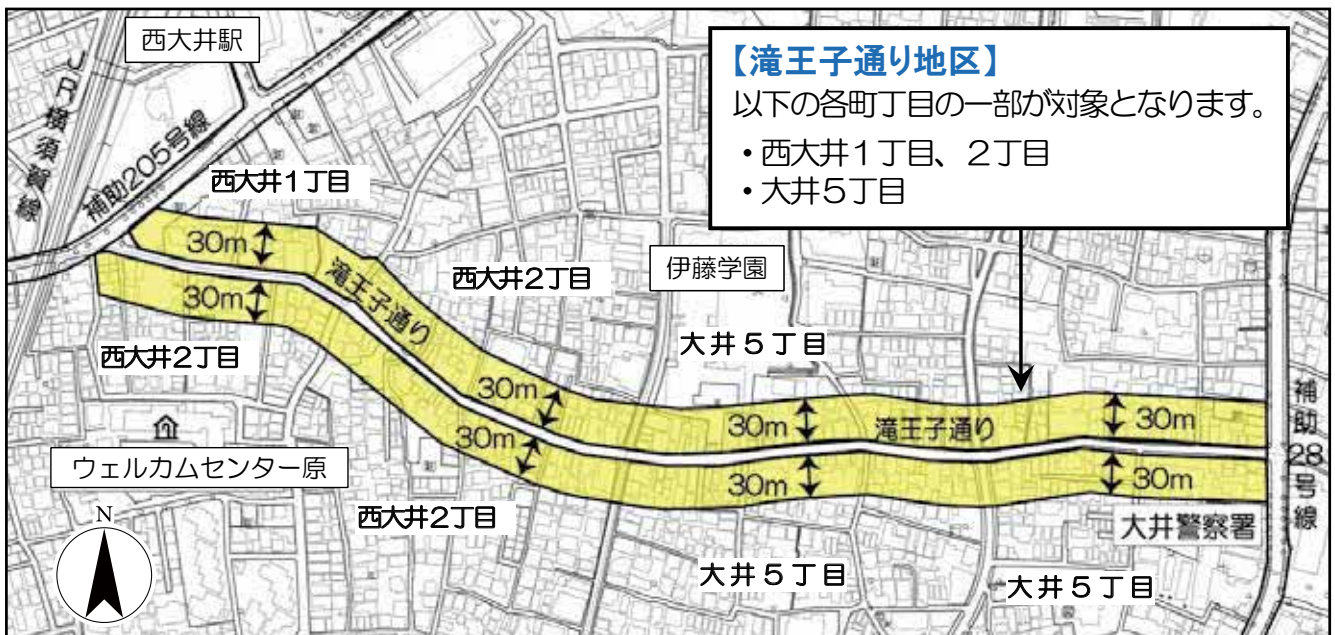 西大井駅
【滝王子通り地区】
以下の各町丁目の一部が対象となります。
・西大井1丁目、2丁目
・大井5丁目
JR横須賀線
補助205号線
西大井1丁目
30m
30m
滝王子通り
西大井2丁目
伊藤学園
大井5丁目
西大井2丁目
30m
30m
30m
滝王子通り
30m
30m
30m
補助28号線
ウェルカムセンター原
西大井2丁目
大井警察署
N
大井5丁目
大井5丁目